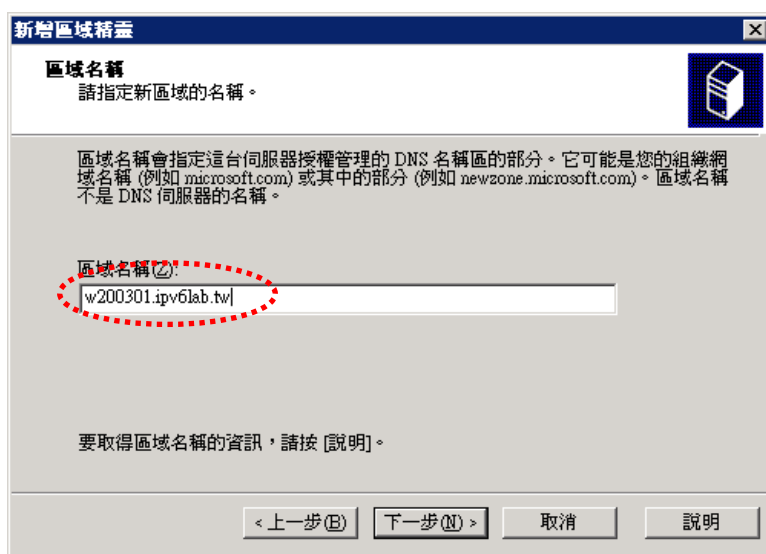 新增區域精靈
區域名稱
請指定新區域的名稱。
區域名稱會指定這台伺服器授權管理的 DNS 名稱區的部分。它可能是您的組織網
域名稱 (例如 microsoft.com) 或其中的部分 (例如 newzone.microsoft.com)。區域名稱
不是 DNS 伺服器的名稱。
區域名稱(Z):
w200301.ipv6lab.tw
要取得區域名稱的資訊，請按 [說明]。
<上一步(B) 下一步(N)> 取消 說明